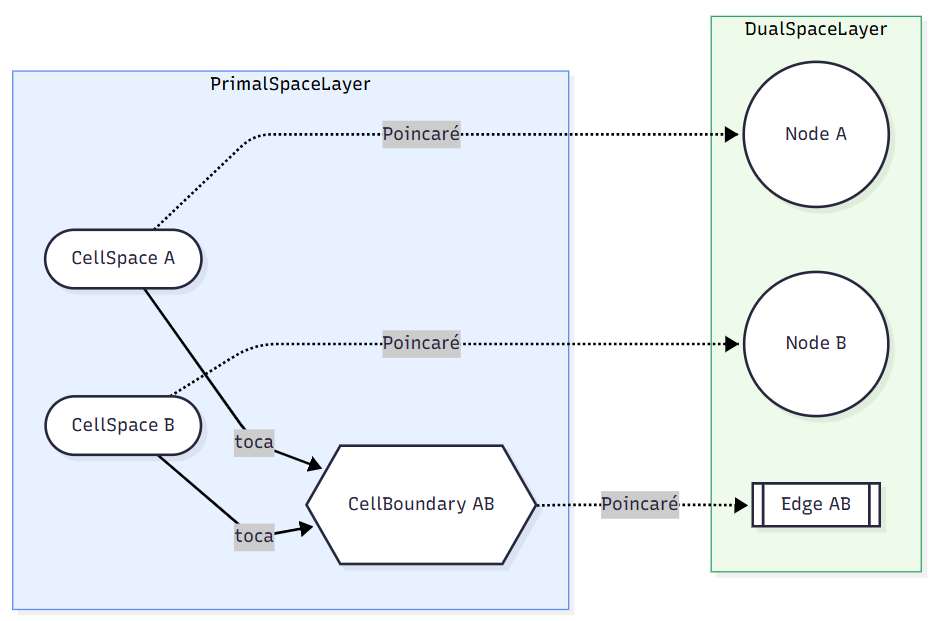 DualSpaceLayer
PrimalSpaceLayer
Poincaré
Node A
CellSpace A
Poincaré
Node B
CellSpace B
toca
CellBoundary AB
Poincaré
Edge AB
toca